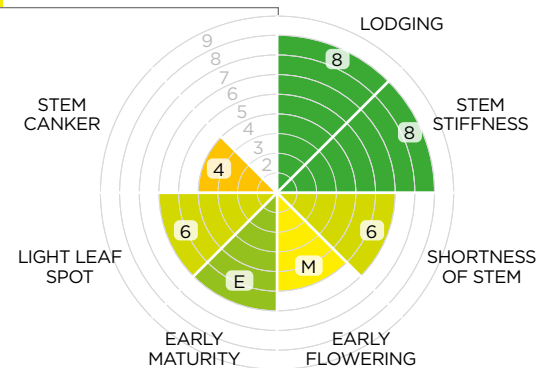 LODGING
9
8
7
6
5
4
3
2
8
STEM
CANKER
STEM
STIFFNESS
8
4
6
6
LIGHT LEAF
SPOT
SHORTNESS
OF STEM
E
M
EARLY
MATURITY
EARLY
FLOWERING